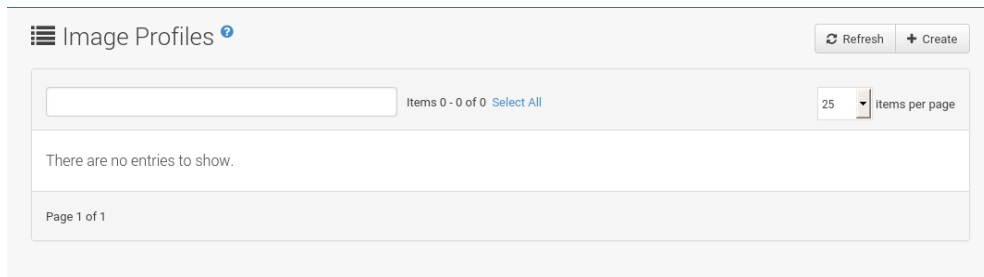 Image Profiles ?
Refresh Create
Items 0 - 0 of 0 Select All 25 items per page
There are no entries to show.
Page 1 of 1